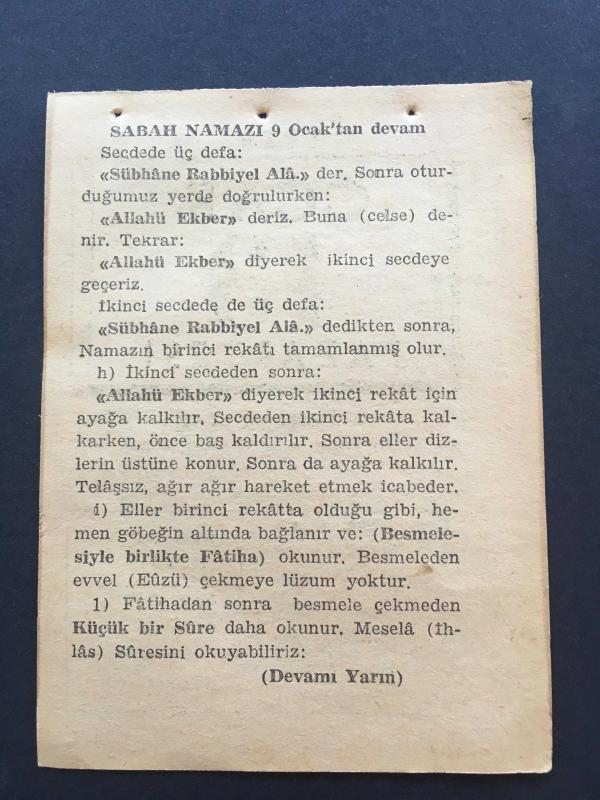 SABAH NAMAZI 9 Ocak'tan devam
Secdede üç defa:
«Sübhâne Rabbiyel Alâ.» der. Sonra otur-
duğumuz yerde doğrulurken:
«Allahü Ekber» deriz. Buna (celse) de-
nir. Tekrar:
«Allahü Ekber» diyerek ikinci secdeye
geçeriz.
İkinci secdede de üç defa:
«Sübhâne Rabbiyel Alâ.» dedikten sonra,
Namazın birinci rekâtı tamamlanmış olur.
h) İkinci secdeden sonra:
«Allahü Ekber» diyerek ikinci rekât için
ayağa kalkılır. Secdeden ikinci rekâta kal-
karken, önce baş kaldırılır. Sonra eller diz-
lerin üstüne konur. Sonra da ayağa kalkılır.
Telâşsız, ağır ağır hareket etmek icabeder.
i) Eller birinci rekâtta olduğu gibi, he-
men göbeğin altında bağlanır ve: (Besmele-
siyle birlikte Fâtiha) okunur. Besmeleden
evvel (Eûzü) çekmeye lüzum yoktur.
1) Fâtihadan sonra besmele çekmeden
Küçük bir Sûre daha okunur. Meselâ (İh-
lâs) Sûresini okuyabiliriz:
(Devamı Yarın)